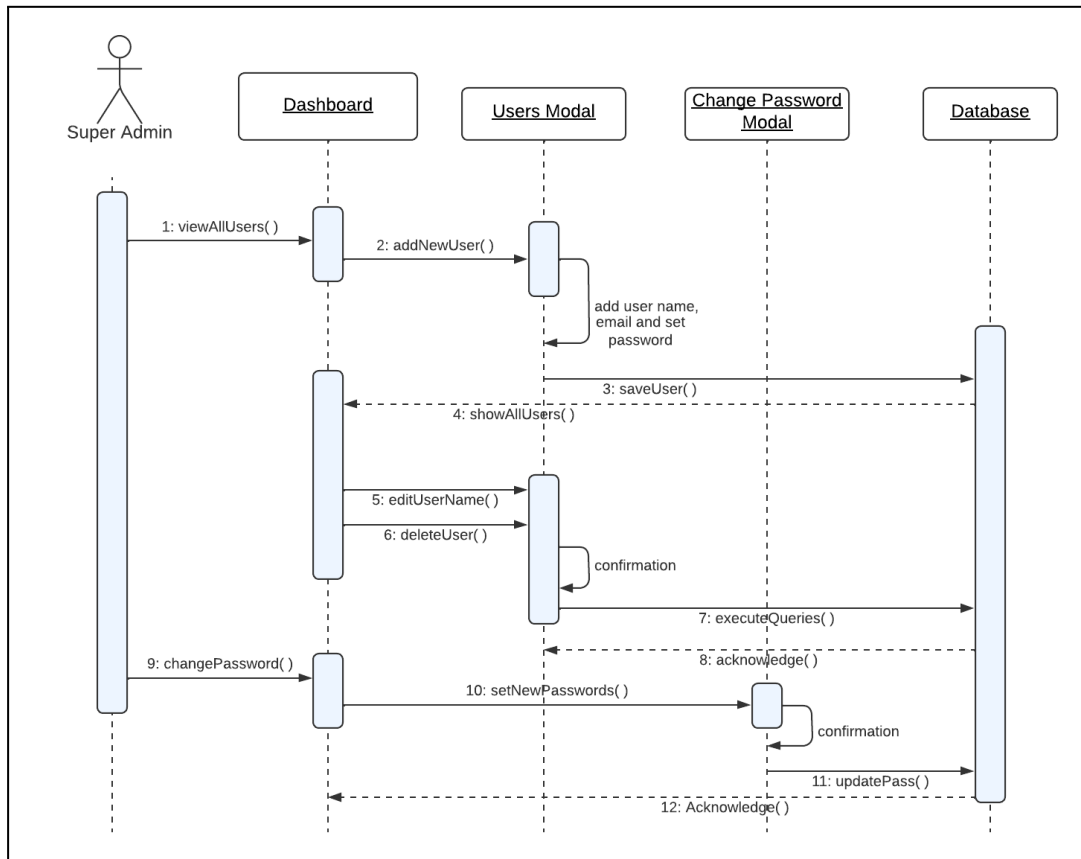 Super Admin
Dashboard
Users Modal
Change Password
Modal
Database
1: viewAllUsers( )
2: addNewUser( )
add user name,
email and set
password
3: saveUser( )
4: showAllUsers( )
5: editUserName( )
6: deleteUser( )
confirmation
7: executeQueries( )
8: acknowledge( )
9: changePassword( )
10: setNewPasswords( )
confirmation
11: updatePass( )
12: Acknowledge( )